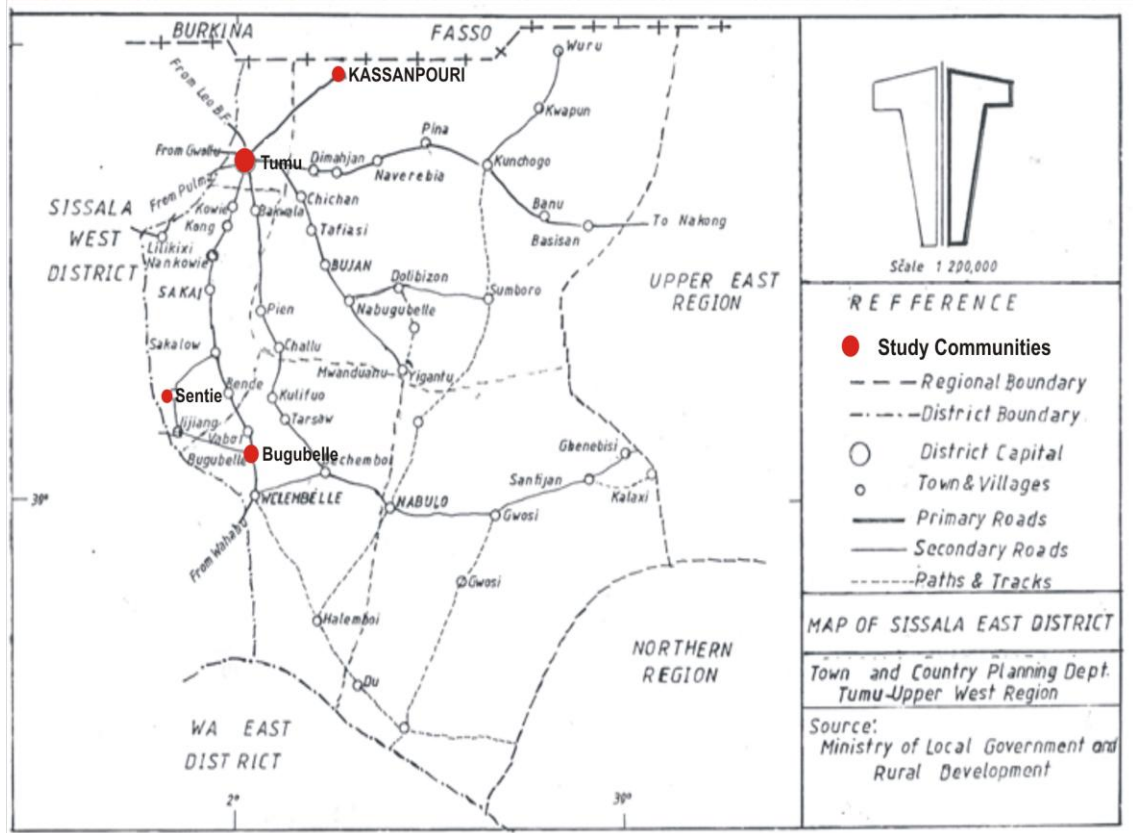 BURKINA FASSO
Wuru
From Leo B.F.
KASSANPOURI
Kwapun
Pina
From Gwallu
Tumu
Dimahjan
Naverebia
Kunchogo
From Pulma
SISSALA
WEST
DISTRICT
Kowie
Bakwala
Chichan
Banu
To Nakong
Kong
Tafiasi
Basisan
Lilikixi
Nankowie
BUJAN
Dolibizon
UPPER EAST
REGION
SAKAI
Sumboro
Nabugubelle
Pien
Sakalow
Challu
Mwanduanu
Yigantu
Bende
Sentie
Kulifuo
Jijiang
Tarsaw
Gbenebisi
Bugubelle
Bugubelle
Bechemboi
Santijan
Kalaxi
30°
WELEMBELLE
NABULO
Gwosi
From Wahabu
Gwosi
Halemboi
NORTHERN
REGION
Du
WA EAST
DISTRICT
2°
30°
Scale 1 200,000
REFFERENCE
Study Communities
Regional Boundary
District Boundary
District Capital
Town & Villages
Primary Roads
Secondary Roads
Paths & Tracks
MAP OF SISSALA EAST DISTRICT
Town and Country Planning Dept.
Tumu-Upper West Region
Source:
Ministry of Local Government and
Rural Development